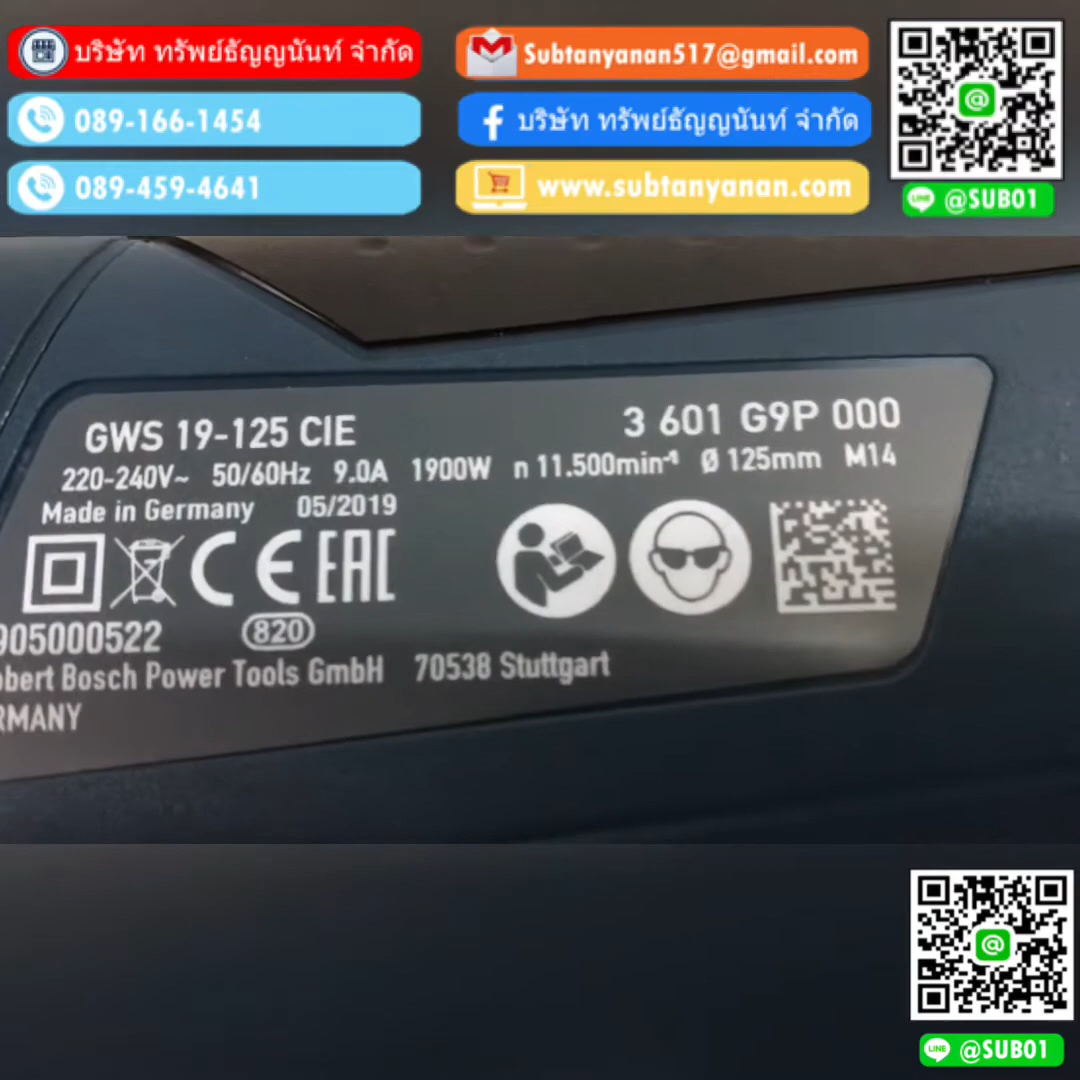 บริษัท ทรัพย์ธัญญนันท์ จำกัด
089-166-1454
089-459-4641
Subtanyanan517@gmail.com
บริษัท ทรัพย์ธัญญนันท์ จำกัด
www.subtanyanan.com
LINE @SUB01
GWS 19-125 CIE 3 601 G9P 000
220-240V~ 50/60Hz 9.0A 1900W n 11.500min⁻¹ Ø 125mm M14
Made in Germany 05/2019
CE EAC
905000522 820
obert Bosch Power Tools GmbH 70538 Stuttgart
RMANY
LINE @SUB01